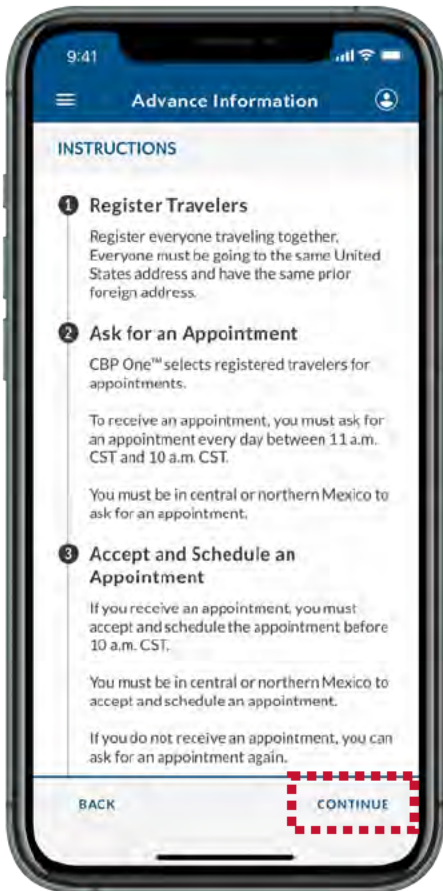 9:41
Advance Information
INSTRUCTIONS
1 Register Travelers
Register everyone traveling together.
Everyone must be going to the same United
States address and have the same prior
foreign address.
2 Ask for an Appointment
CBP One™ selects registered travelers for
appointments.
To receive an appointment, you must ask for
an appointment every day between 11 a.m.
CST and 10 a.m. CST.
You must be in central or northern Mexico to
ask for an appointment.
3 Accept and Schedule an
Appointment
If you receive an appointment, you must
accept and schedule the appointment before
10 a.m. CST.
You must be in central or northern Mexico to
accept and schedule an appointment.
If you do not receive an appointment, you can
ask for an appointment again.
BACK CONTINUE